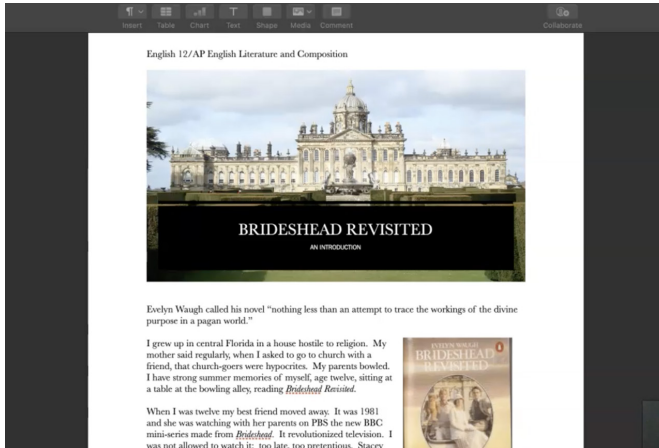 Insert Table Chart Text Shape Media Comment Collaborate
English 12/AP English Literature and Composition
BRIDESHEAD REVISITED
AN INTRODUCTION
Evelyn Waugh called his novel “nothing less than an attempt to trace the workings of the divine
purpose in a pagan world.”
I grew up in central Florida in a house hostile to religion. My
mother said regularly, when I asked to go to church with a
friend, that church-goers were hypocrites. My parents bowled.
I have strong summer memories of myself, age twelve, sitting at
a table at the bowling alley, reading Brideshead Revisited.
EVELYN WAUGH
BRIDESHEAD
REVISITED
When I was twelve my best friend moved away. It was 1981
and she was watching with her parents on PBS the new BBC
mini-series made from Brideshead. It revolutionized television. I
was not allowed to watch it: too late, too pretentious. Stacey